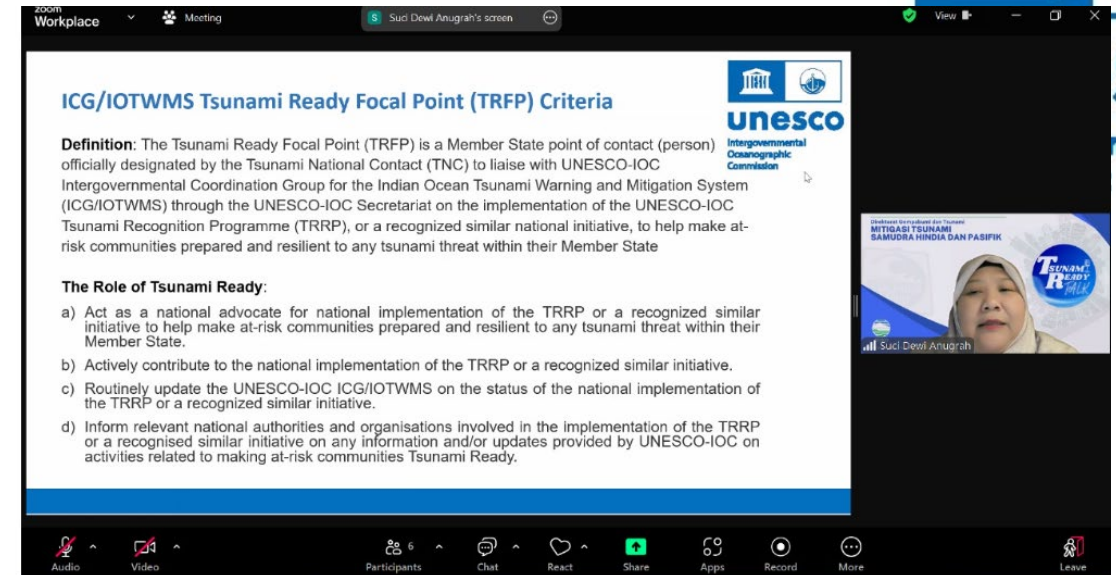 zoom
Workplace
Meeting
S Suci Dewi Anugrah's screen
View
ICG/IOTWMS Tsunami Ready Focal Point (TRFP) Criteria
unesco
Intergovernmental
Oceanographic
Commission
Definition: The Tsunami Ready Focal Point (TRFP) is a Member State point of contact (person)
officially designated by the Tsunami National Contact (TNC) to liaise with UNESCO-IOC
Intergovernmental Coordination Group for the Indian Ocean Tsunami Warning and Mitigation System
(ICG/IOTWMS) through the UNESCO-IOC Secretariat on the implementation of the UNESCO-IOC
Tsunami Recognition Programme (TRRP), or a recognized similar national initiative, to help make at-
risk communities prepared and resilient to any tsunami threat within their Member State
The Role of Tsunami Ready:
a) Act as a national advocate for national implementation of the TRRP or a recognized similar
initiative to help make at-risk communities prepared and resilient to any tsunami threat within their
Member State.
b) Actively contribute to the national implementation of the TRRP or a recognized similar initiative.
c) Routinely update the UNESCO-IOC ICG/IOTWMS on the status of the national implementation of
the TRRP or a recognized similar initiative.
d) Inform relevant national authorities and organisations involved in the implementation of the TRRP
or a recognised similar initiative on any information and/or updates provided by UNESCO-IOC on
activities related to making at-risk communities Tsunami Ready.
Direktorat Gempabumi dan Tsunami
MITIGASI TSUNAMI
SAMUDRA HINDIA DAN PASIFIK
TSUNAMI
READY
TALK
Suci Dewi Anugrah
Audio
Video
6
Participants
Chat
React
Share
Apps
Record
More
Leave